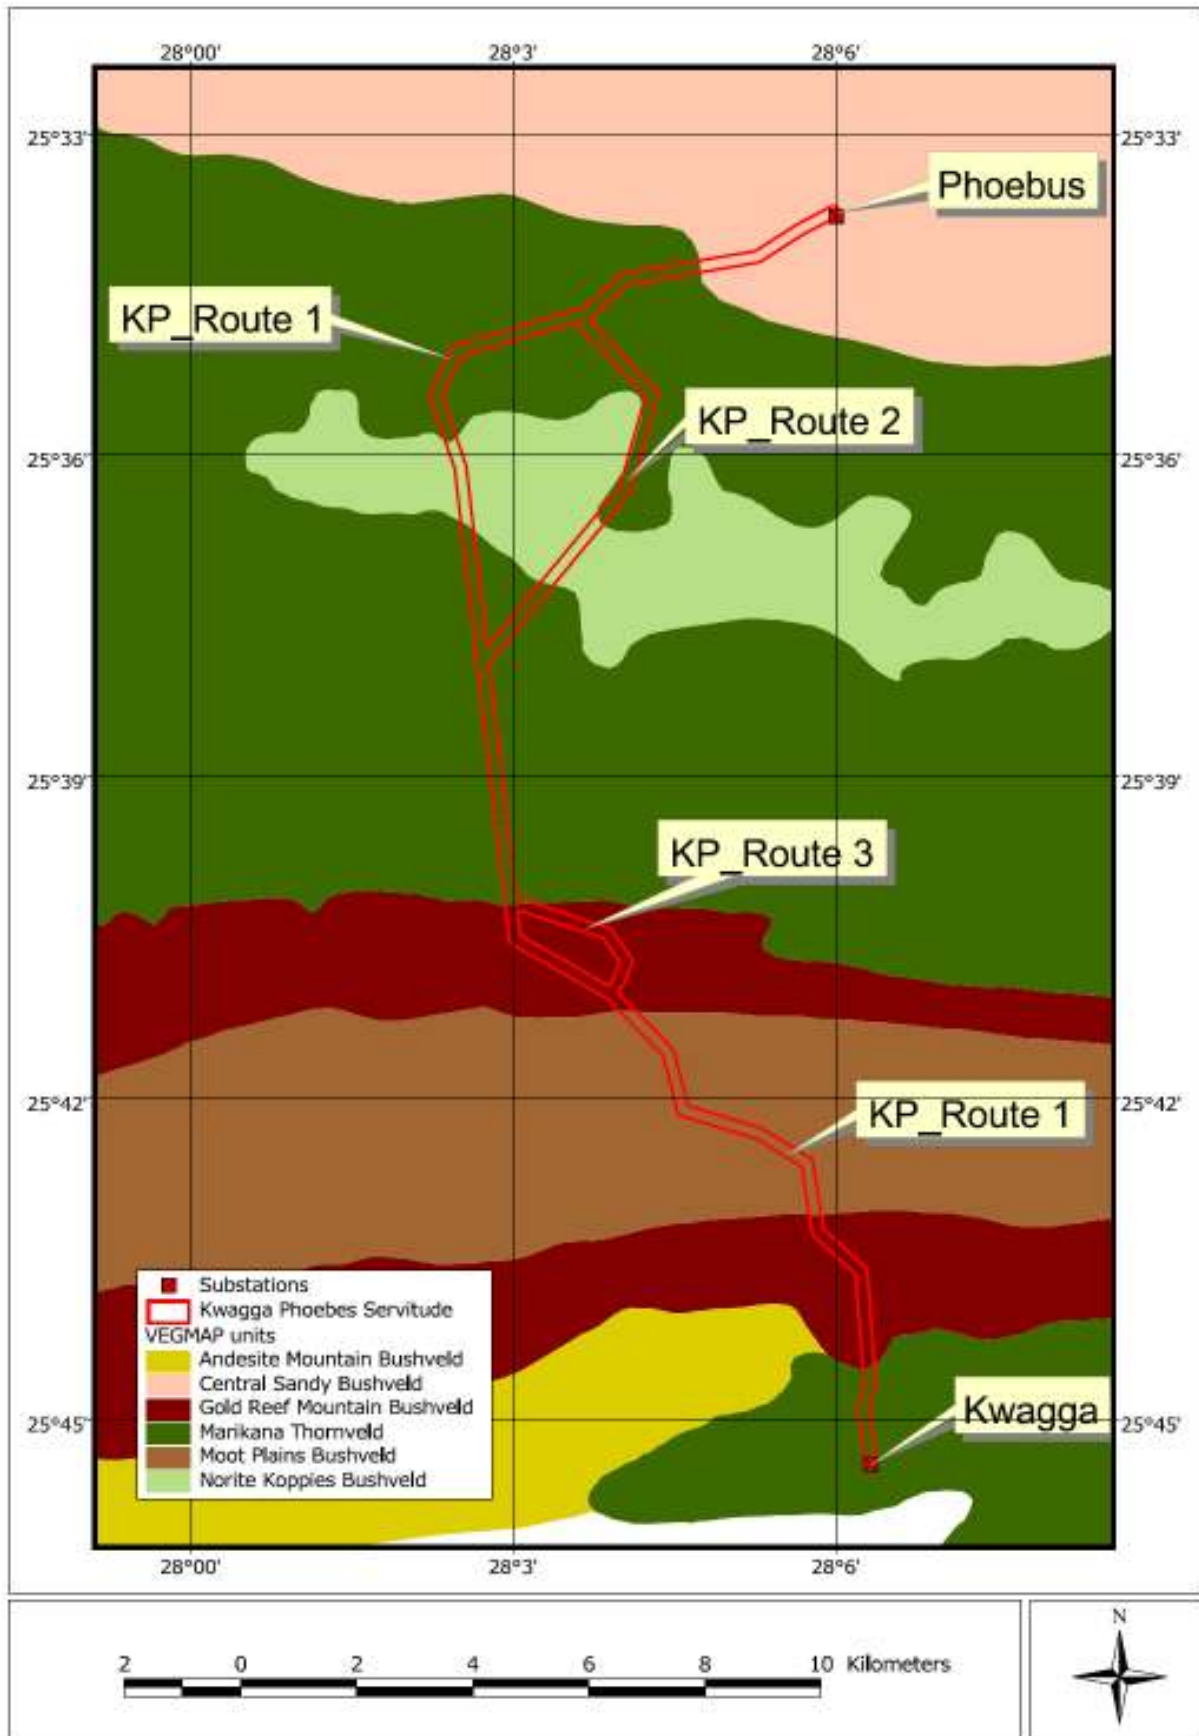 28°00' 28°3' 28°6'
25°33' 25°33'
Phoebus
KP_Route 1
KP_Route 2
25°36' 25°36'
25°39' 25°39'
KP_Route 3
25°42' 25°42'
KP_Route 1
Substations
Kwagga Phoebes Servitude
VEGMAP units
Andesite Mountain Bushveld
Central Sandy Bushveld
Gold Reef Mountain Bushveld
Marikana Thornveld
Moot Plains Bushveld
Norite Koppies Bushveld
Kwagga
25°45' 25°45'
28°00' 28°3' 28°6'
2 0 2 4 6 8 10 Kilometers
N